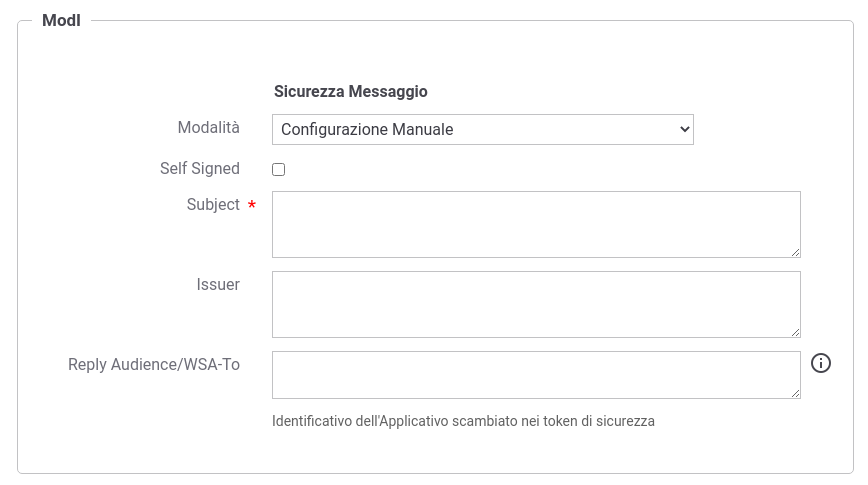 ModI
Sicurezza Messaggio
Modalità
Configurazione Manuale
Self Signed
Subject *
Issuer
Reply Audience/WSA-To
Identificativo dell'Applicativo scambiato nei token di sicurezza